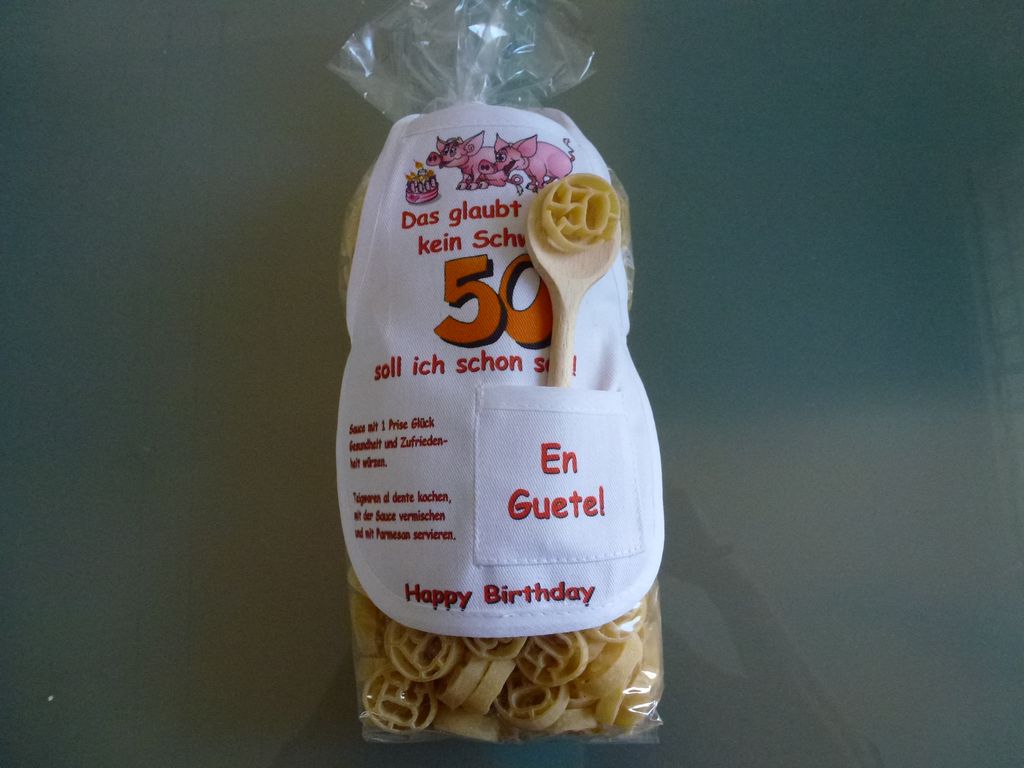 Das glaubt
kein Schw
50
soll ich schon s !
Sauce mit 1 Prise Glück
Gesundheit und Zufrieden-
heit würzen.
Teigwaren al dente kochen,
mit der Sauce vermischen
und mit Parmesan servieren.
En
Guete!
Happy Birthday
50